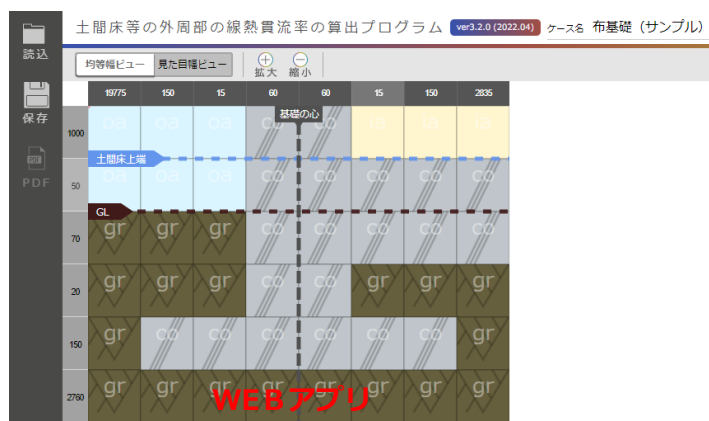 土間床等の外周部の線熱貫流率の算出プログラム ver3.2.0 (2022.04) ケース名 布基礎（サンプル）
読込
保存
PDF
PDF
均等幅ビュー 見た目幅ビュー 拡大 縮小
19775 150 15 60 60 15 150 2835
基礎の心
1000 oa oa oa co co ia ia ia
土間床上端
50 oa oa oa co co co co co
GL
70 gr gr gr co co co co co
20 gr gr gr co co gr gr gr
150 gr co co co co co co gr
2760 gr gr gr gr gr gr gr gr
WEBアプリ